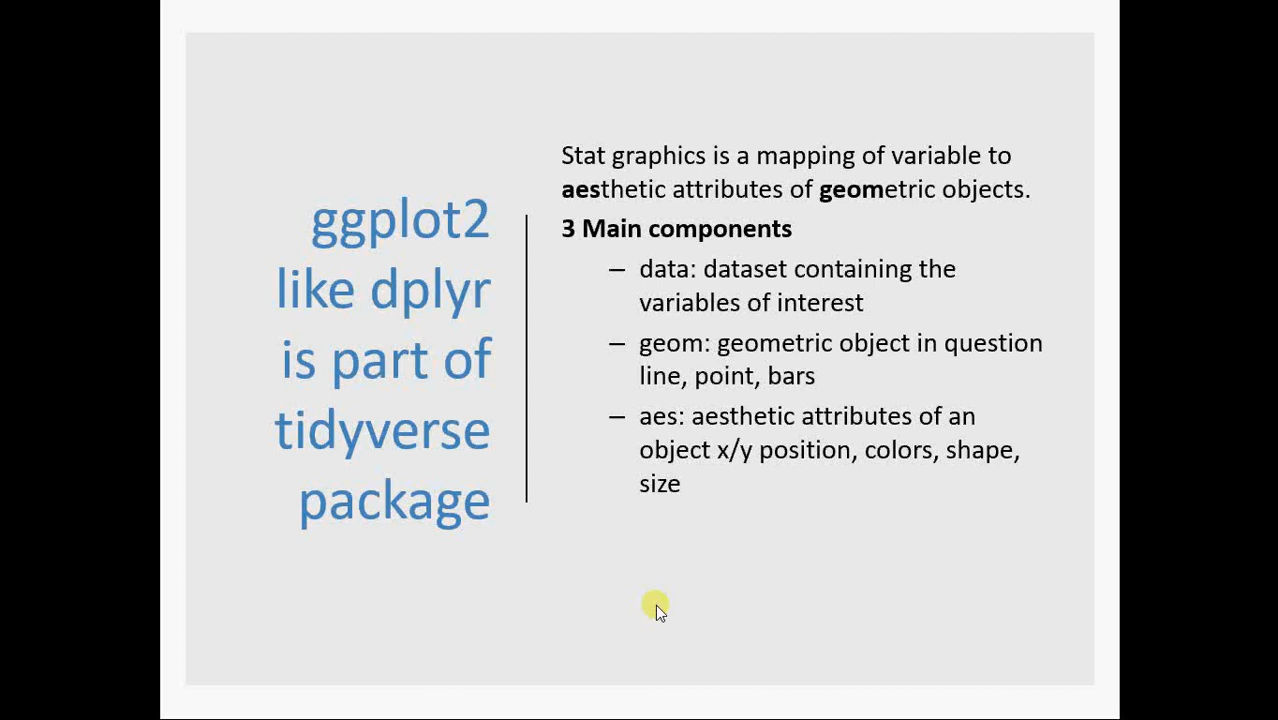 ggplot2
like dplyr
is part of
tidyverse
package
Stat graphics is a mapping of variable to
aesthetic attributes of geometric objects.
3 Main components
– data: dataset containing the
variables of interest
– geom: geometric object in question
line, point, bars
– aes: aesthetic attributes of an
object x/y position, colors, shape,
size